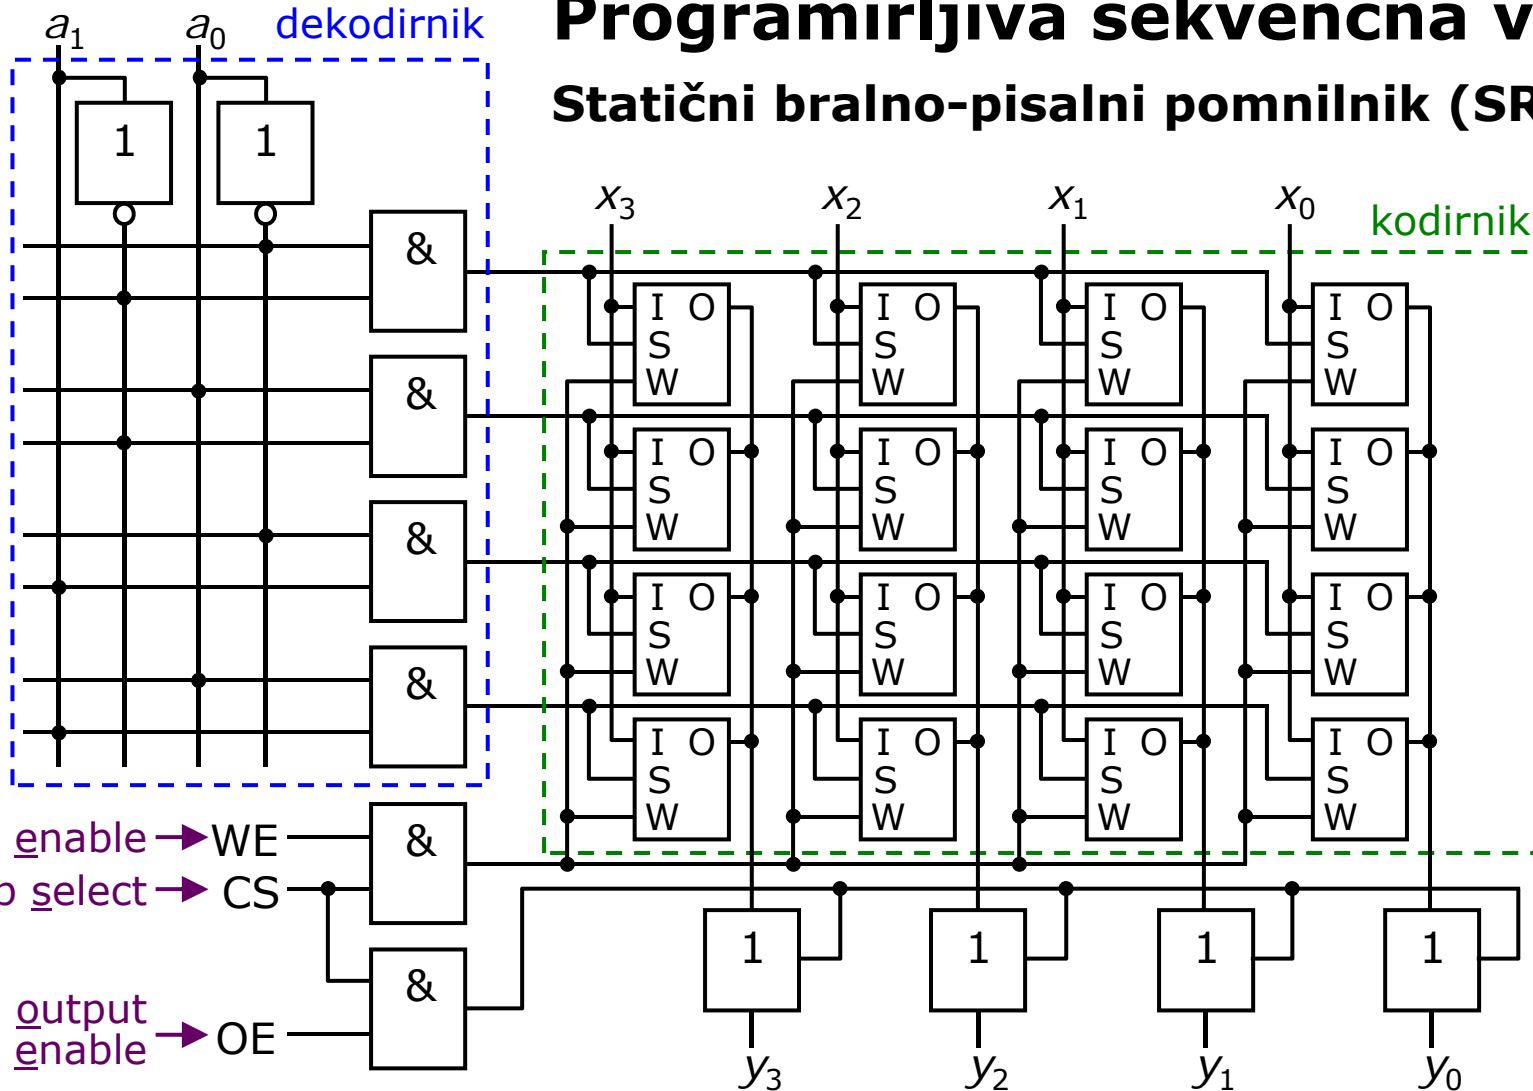 Programirljiva sekvenčna v
Statični bralno-pisalni pomnilnik (SR
a1 a0 dekodirnik
1 1
x3 x2 x1 x0
kodirnik
&
I O I O I O I O
S S S S
W W W W
&
I O I O I O I O
S S S S
W W W W
&
I O I O I O I O
S S S S
W W W W
&
I O I O I O I O
S S S S
W W W W
enable WE &
select CS
1 1 1 1
&
output
enable OE
y3 y2 y1 y0